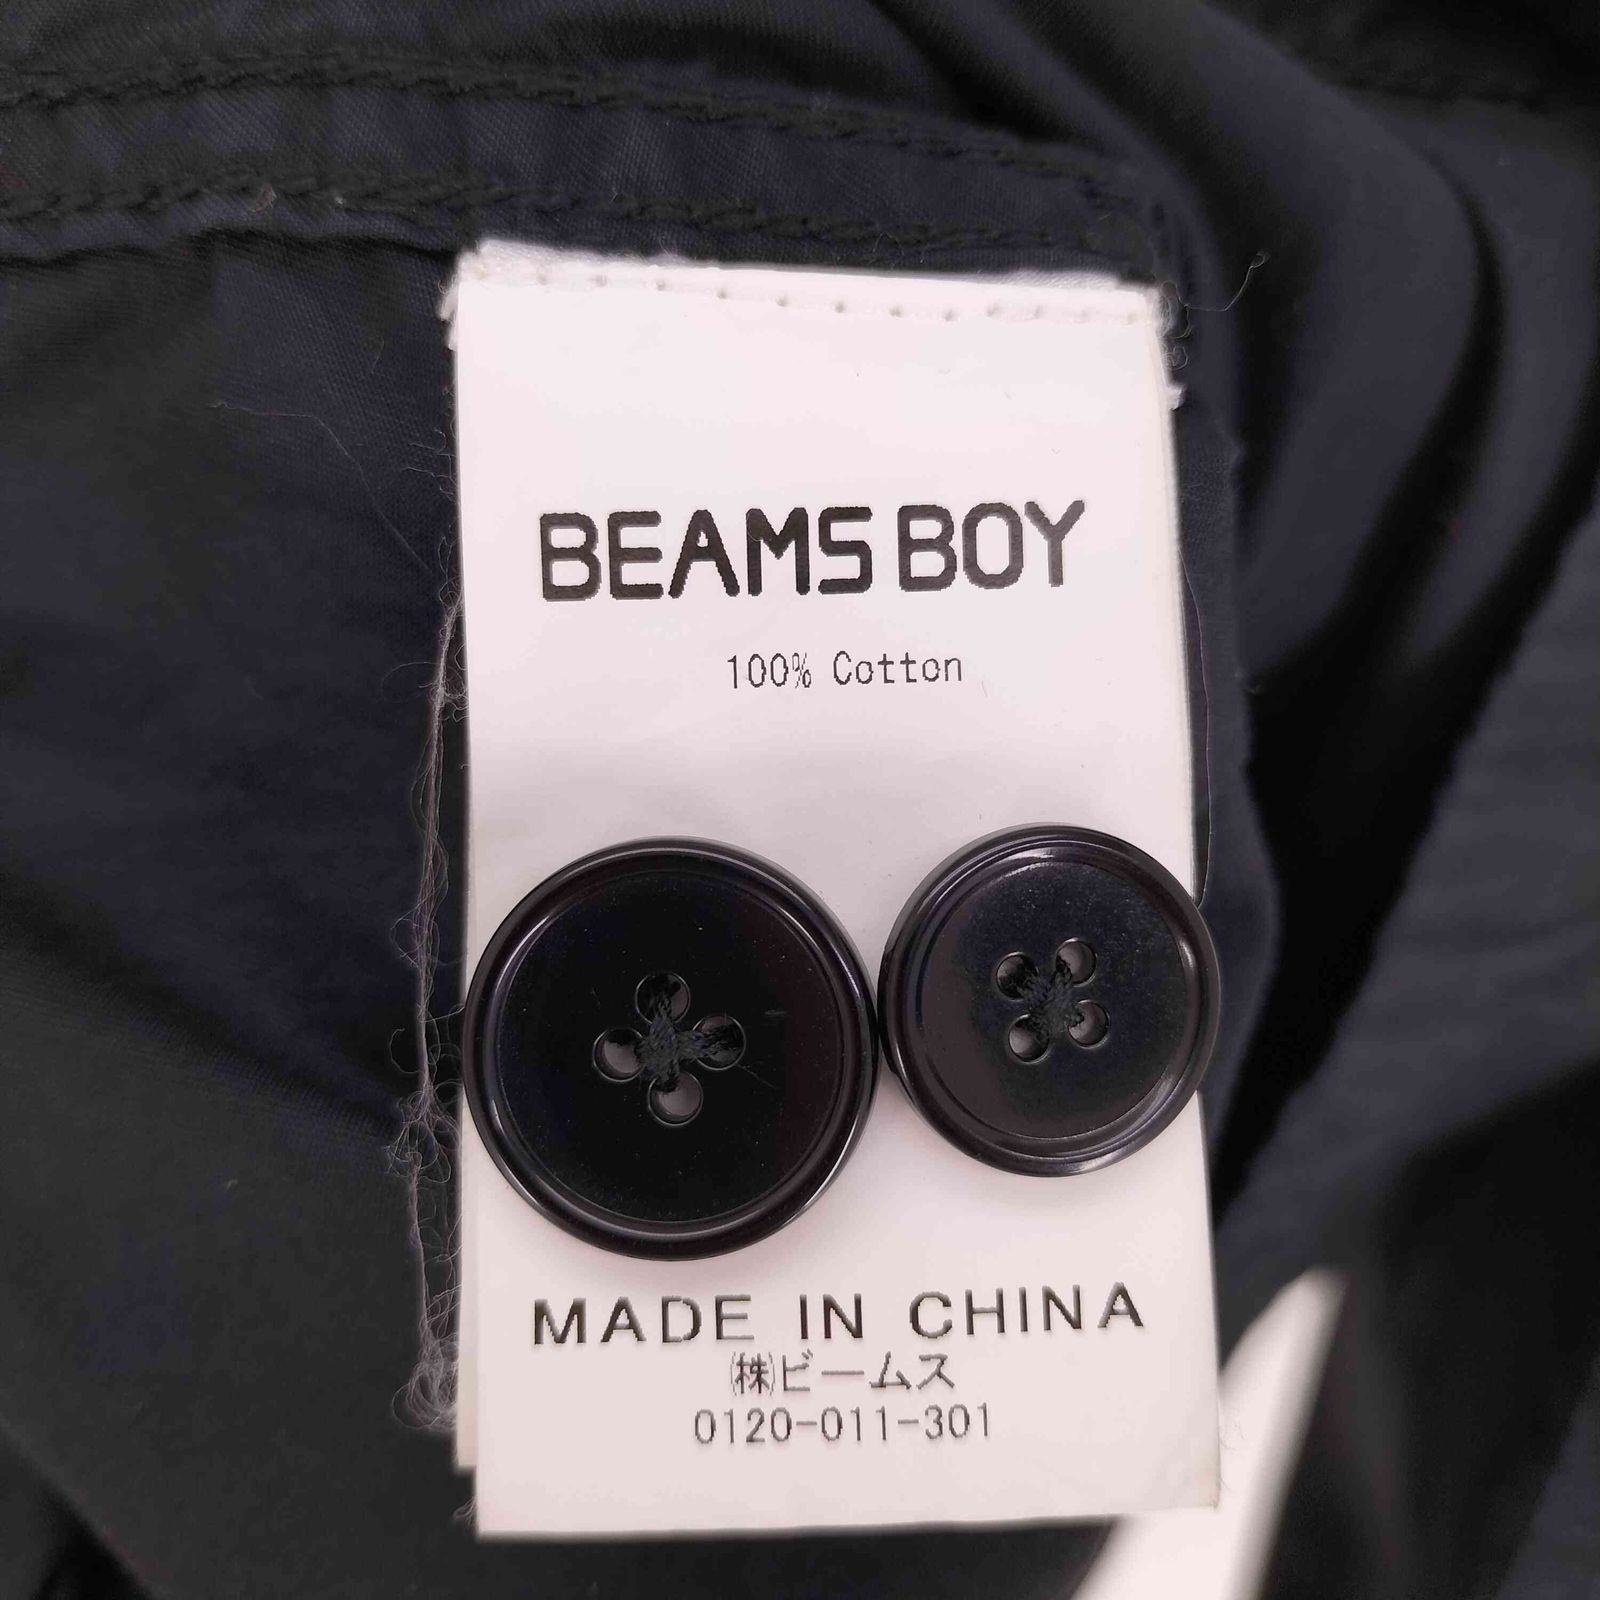 BEAMS BOY
100% Cotton
MADE IN CHINA
㈱ビームス
0120-011-301